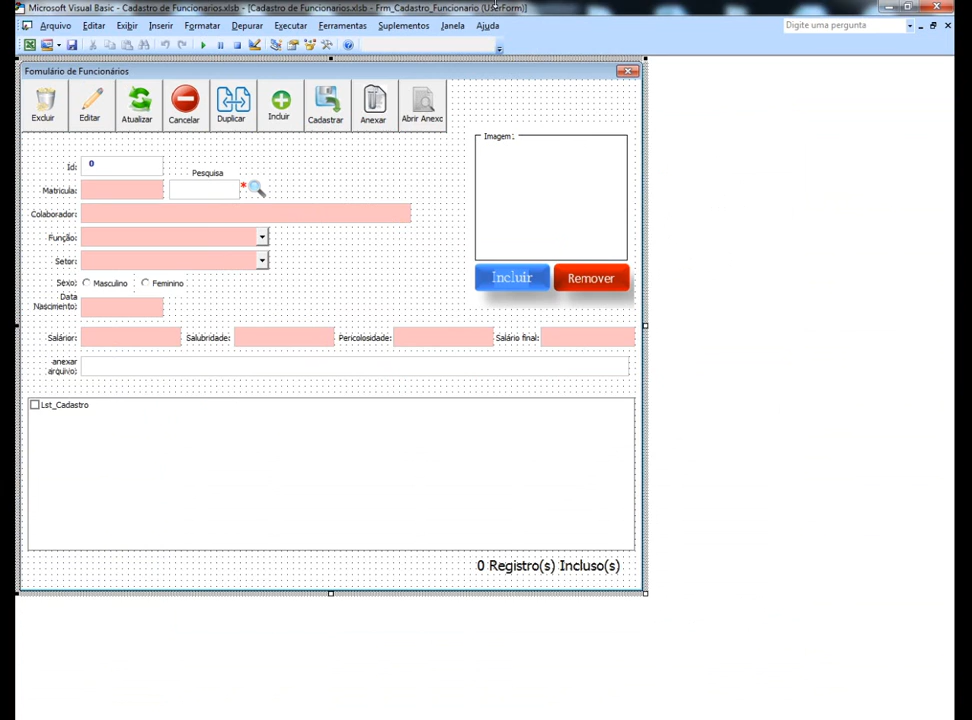 Microsoft Visual Basic - Cadastro de Funcionarios.xlsb - [Cadastro de Funcionarios.xlsb - Frm_Cadastro_Funcionario (UserForm)]
Arquivo Editar Exibir Inserir Formatar Depurar Executar Ferramentas Suplementos Janela Ajuda
Digite uma pergunta
Fomulário de Funcionários
Excluir Editar Atualizar Cancelar Duplicar Incluir Cadastrar Anexar Abrir Anexo
Imagem:
Id: 0
Pesquisa
Matricula: *
Colaborador:
Função:
Setor:
Incluir Remover
Sexo: Masculino Feminino
Data
Nascimento:
Salárior: Salubridade: Pericolosidade: Salário final:
anexar
arquivo:
Lst_Cadastro
0 Registro(s) Incluso(s)